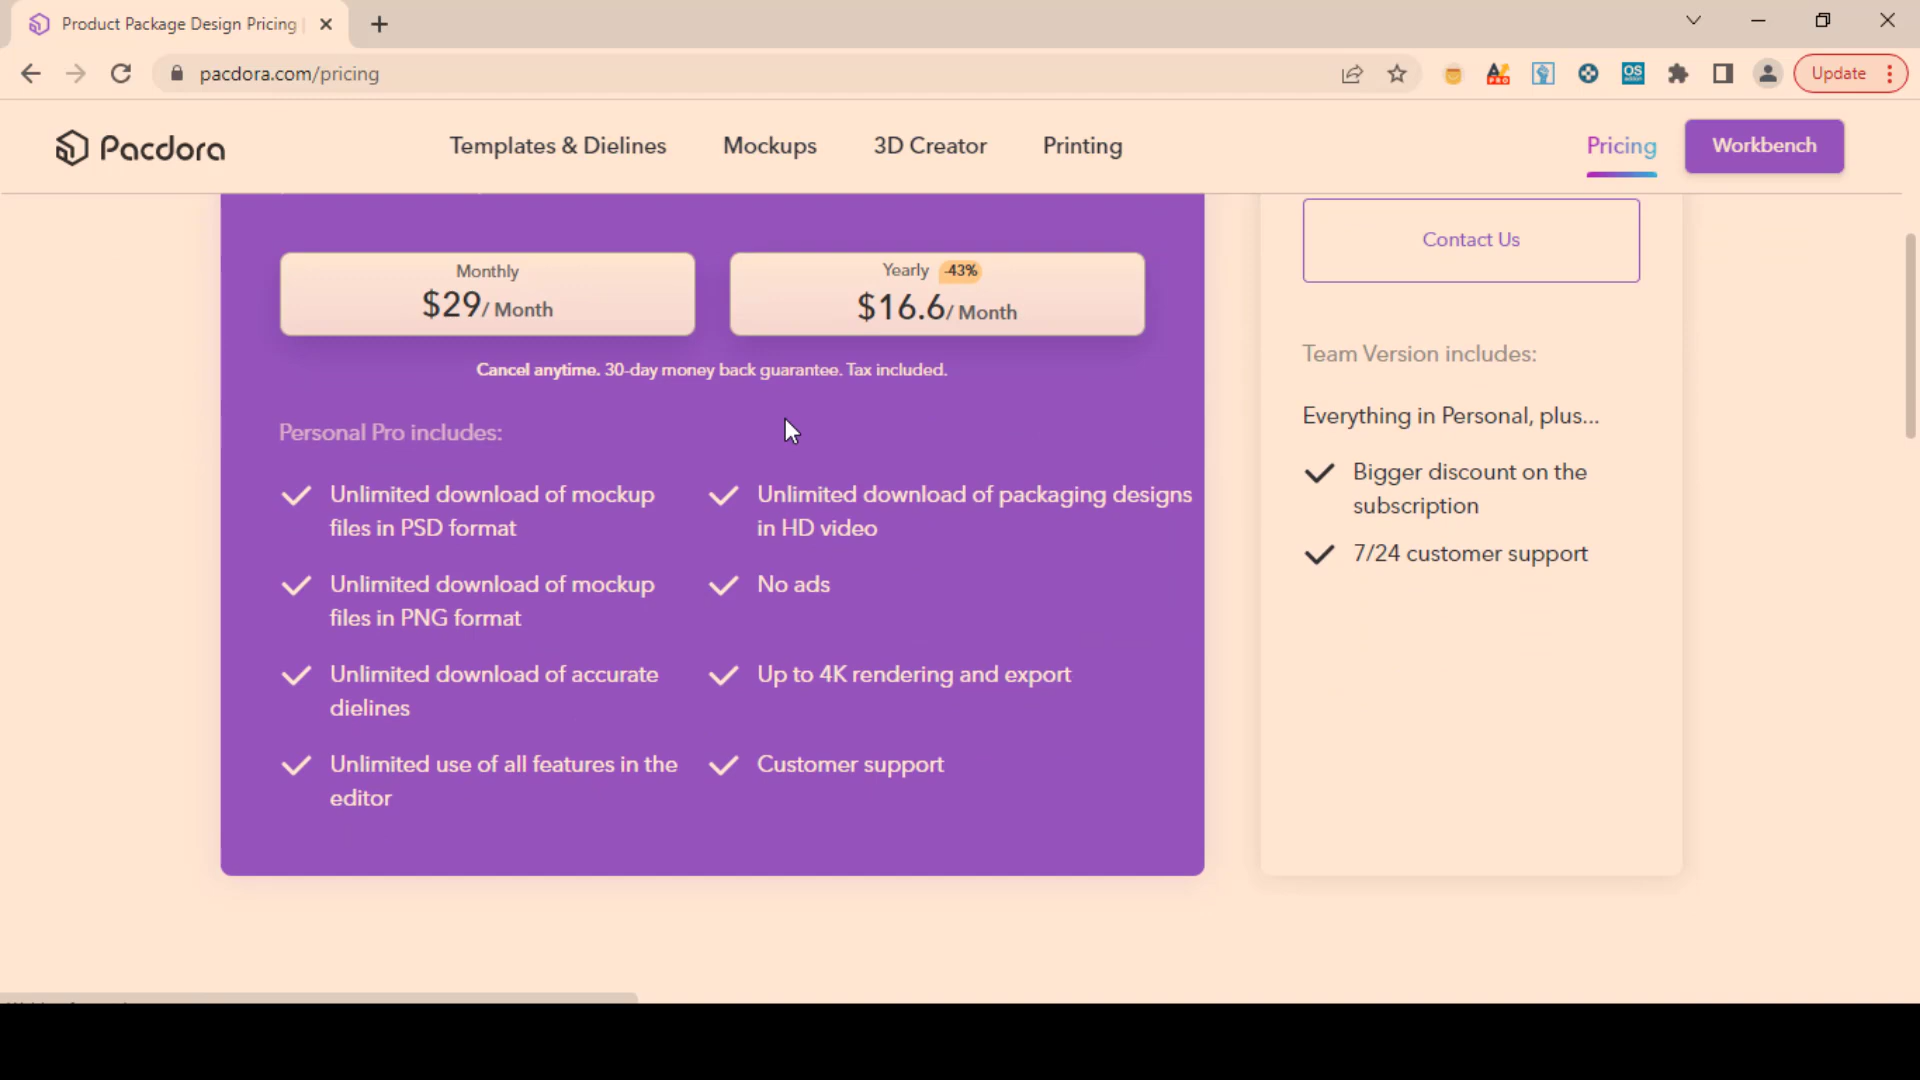 Product Package Design Pricing
pacdora.com/pricing
Update
Pacdora
Templates & Dielines
Mockups
3D Creator
Printing
Pricing
Workbench
Monthly
$29/ Month
Yearly -43%
$16.6/ Month
Cancel anytime. 30-day money back guarantee. Tax included.
Personal Pro includes:
Unlimited download of mockup
files in PSD format
Unlimited download of packaging designs
in HD video
Unlimited download of mockup
files in PNG format
No ads
Unlimited download of accurate
dielines
Up to 4K rendering and export
Unlimited use of all features in the
editor
Customer support
Contact Us
Team Version includes:
Everything in Personal, plus...
Bigger discount on the
subscription
7/24 customer support
OS